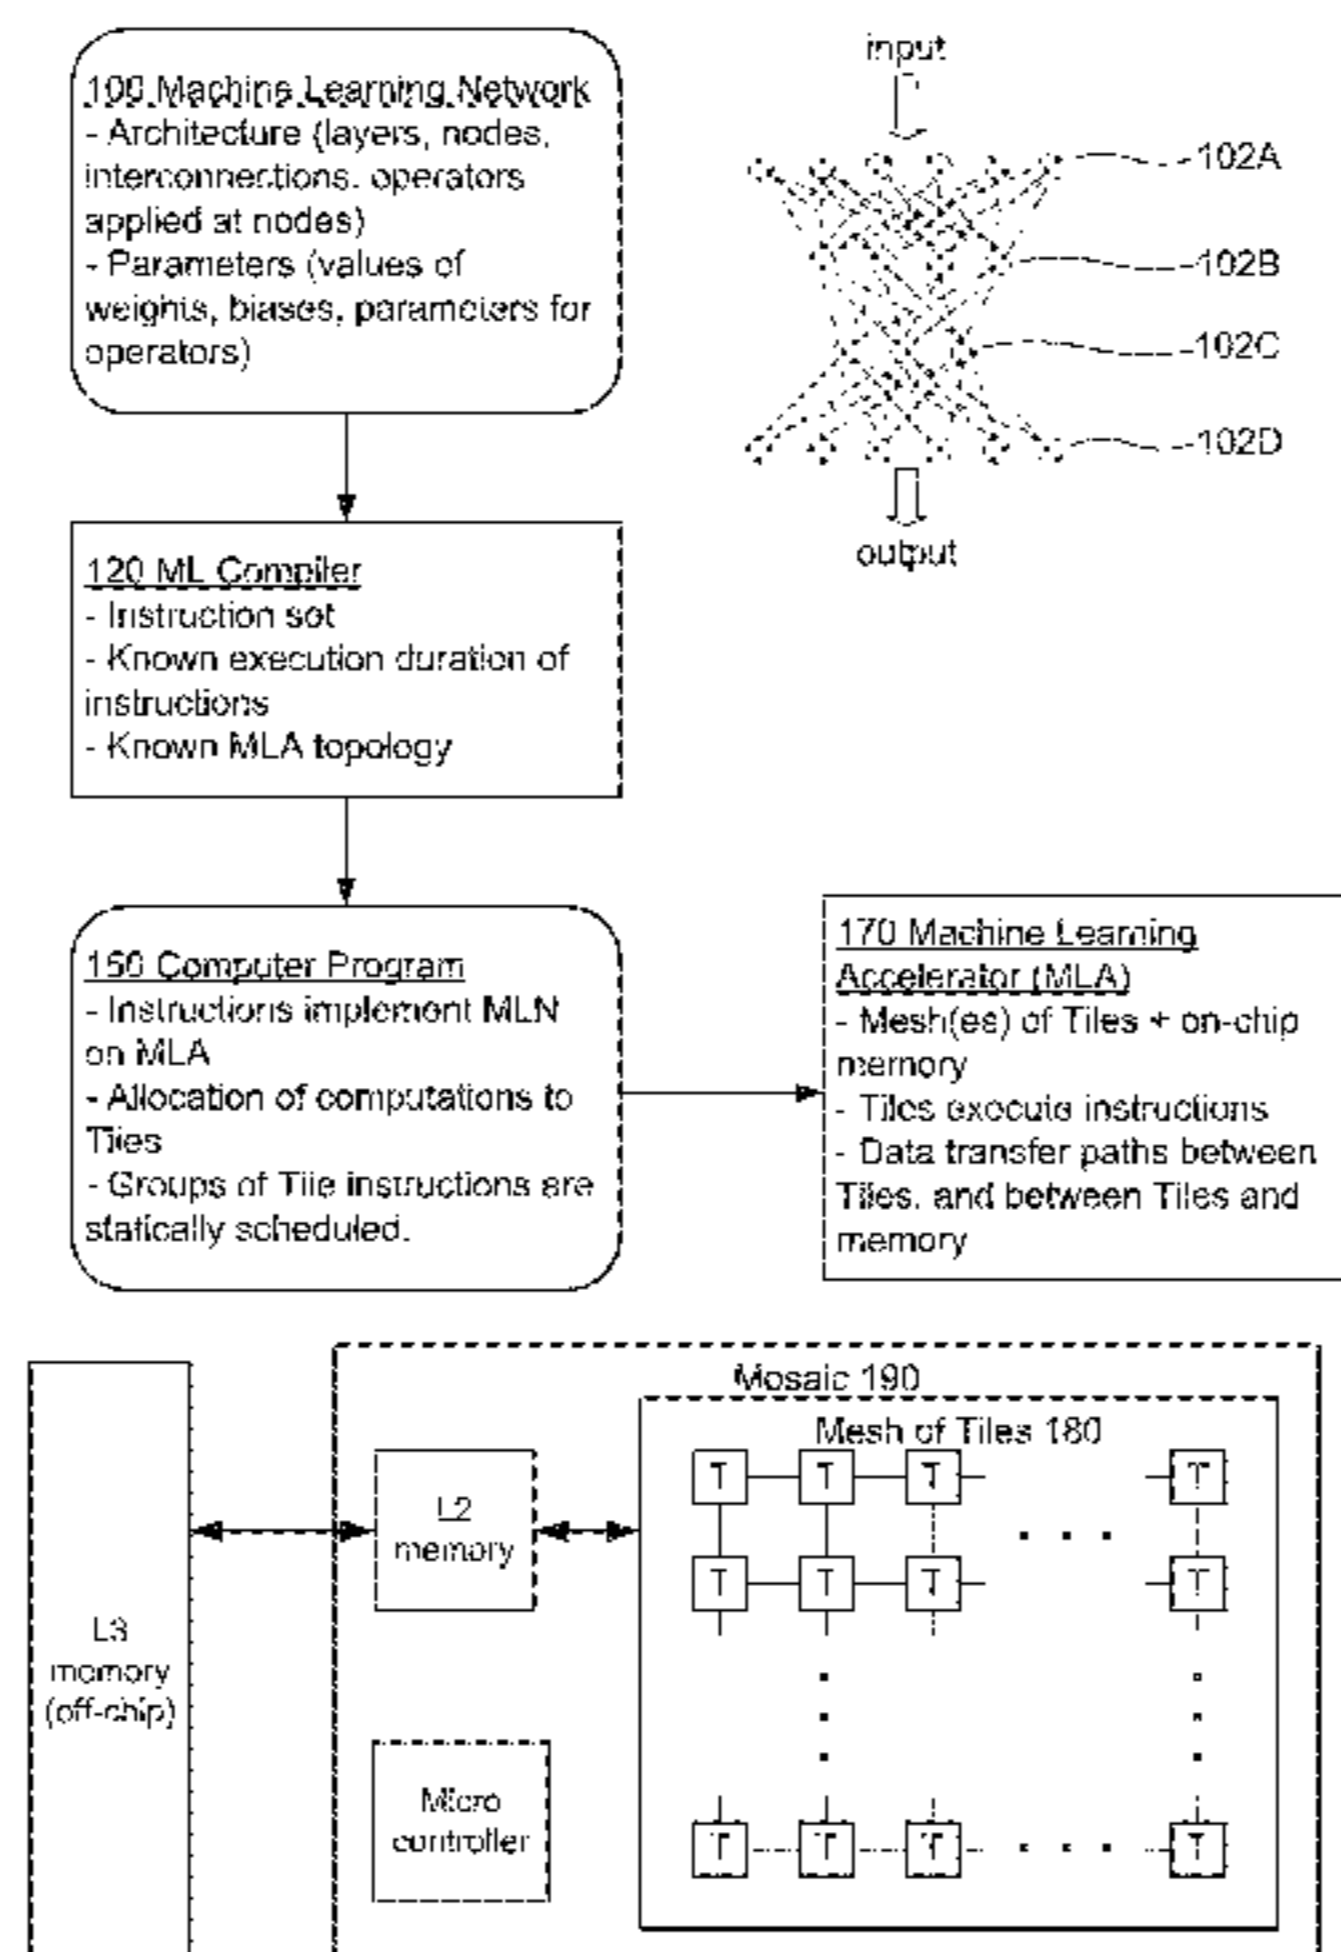 100 Machine Learning Network
- Architecture (layers, nodes,
interconnections, operators
applied at nodes)
- Parameters (values of
weights, biases, parameters for
operators)
input
102A
102B
102C
102D
output
120 ML Compiler
- Instruction set
- Known execution duration of
instructions
- Known MLA topology
150 Computer Program
- Instructions implement MLN
on MLA
- Allocation of computations to
Tiles
- Groups of Tile instructions are
statically scheduled.
170 Machine Learning
Accelerator (MLA)
- Mesh(es) of Tiles + on-chip
memory
- Tiles execute instructions
- Data transfer paths between
Tiles, and between Tiles and
memory
L3
memory
(off-chip)
Mosaic 190
L2
memory
Micro
controller
Mesh of Tiles 180
T T T T
T T T T
T T T T